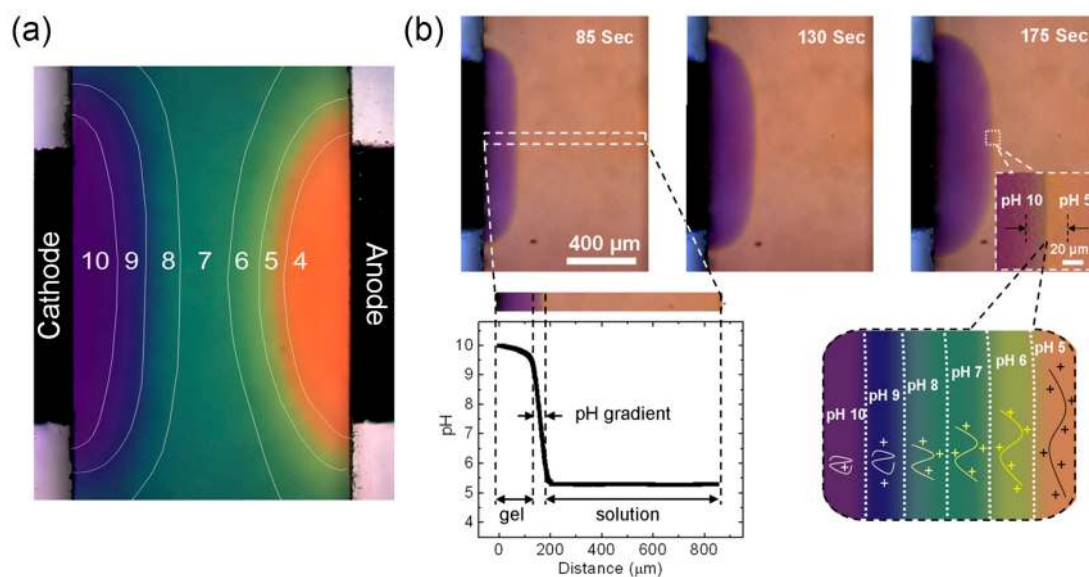 (a)
Cathode
10
9
8
7
6
5
4
Anode
(b)
85 Sec
130 Sec
175 Sec
400 μm
pH 10
pH 5
20 μm
10
9
8
7
6
5
4
pH
pH gradient
gel
solution
0
200
400
600
800
Distance (μm)
pH 10
pH 9
pH 8
pH 7
pH 6
pH 5